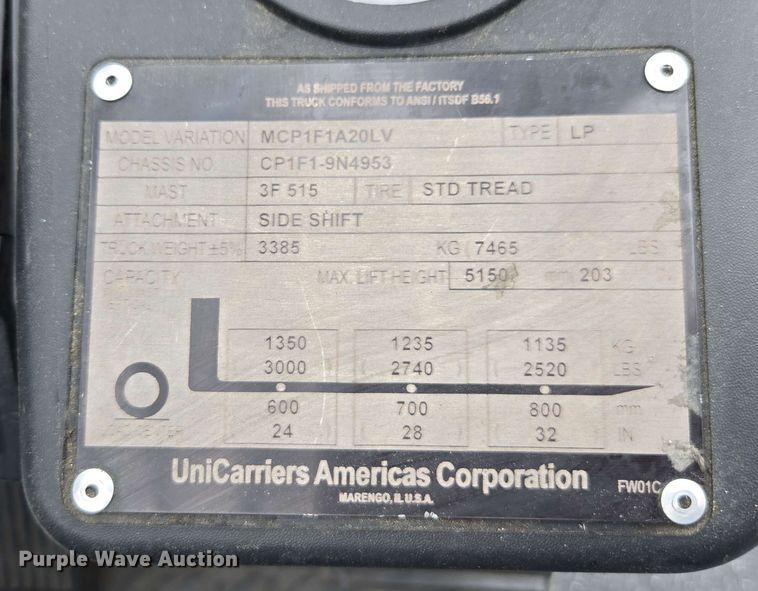 AS SHIPPED FROM THE FACTORY
THIS TRUCK CONFORMS TO ANSI / ITSDF B56.1
MODEL VARIATION MCP1F1A20LV TYPE LP
CHASSIS NO. CP1F1-9N4953
MAST 3F 515 TIRE STD TREAD
ATTACHMENT SIDE SHIFT
TRUCK WEIGHT ±5% 3385 KG ( 7465 LBS
CAPACITY MAX. LIFT HEIGHT 5150 mm 203
1350 1235 1135 KG
3000 ( 2740 ) ( 2520 ) LBS
600 700 800 mm
( 24 ) ( 28 ) ( 32 ) IN
UniCarriers Americas Corporation
FW01C
MARENGO, IL U.S.A.
Purple Wave Auction